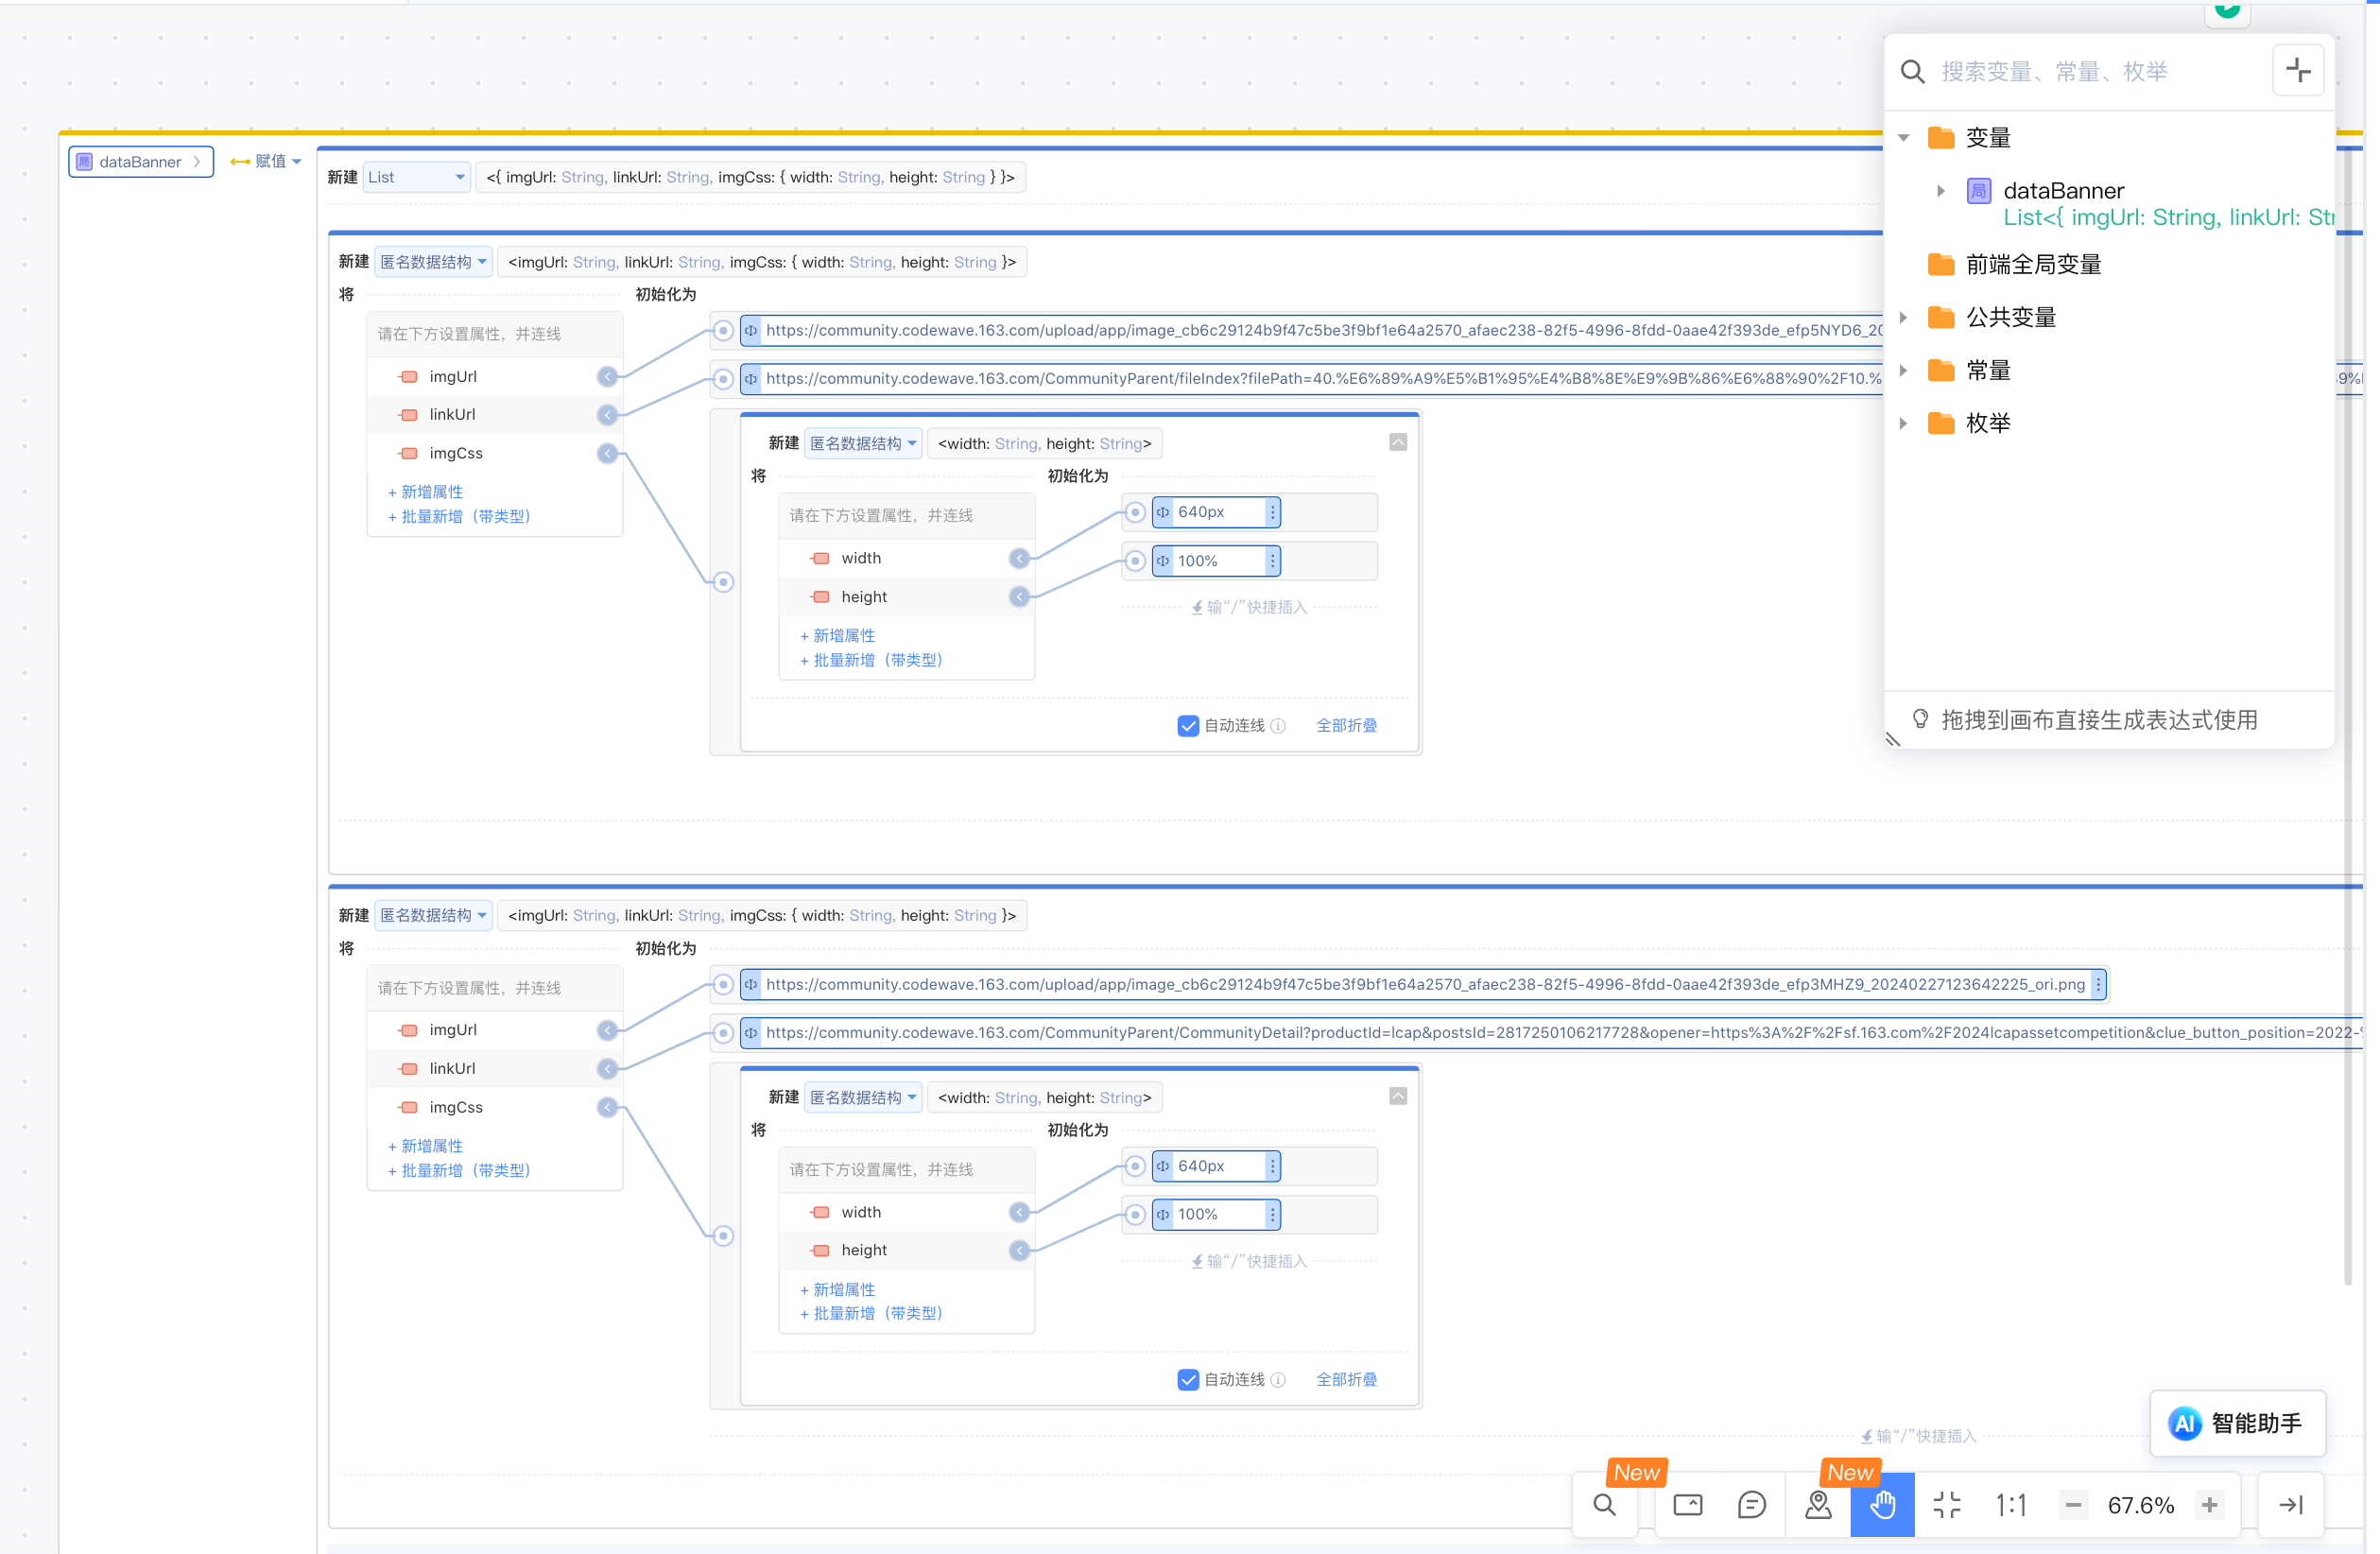 搜索变量、常量、枚举
变量
dataBanner
List<{ imgUrl: String, linkUrl: Str
前端全局变量
公共变量
常量
枚举
拖拽到画布直接生成表达式使用
局 dataBanner
赋值
新建 List <{ imgUrl: String, linkUrl: String, imgCss: { width: String, height: String } }>
新建 匿名数据结构 <imgUrl: String, linkUrl: String, imgCss: { width: String, height: String }>
将 初始化为
请在下方设置属性，并连线
imgUrl
linkUrl
imgCss
+ 新增属性
+ 批量新增（带类型）
https://community.codewave.163.com/upload/app/image_cb6c29124b9f47c5be3f9bf1e64a2570_afaec238-82f5-4996-8fdd-0aae42f393de_efp5NYD6_20
https://community.codewave.163.com/CommunityParent/fileIndex?filePath=40.%E6%89%A9%E5%B1%95%E4%B8%8E%E9%9B%86%E6%88%90%2F10.%
新建 匿名数据结构 <width: String, height: String>
将 初始化为
请在下方设置属性，并连线
width
height
+ 新增属性
+ 批量新增（带类型）
640px
100%
输“/”快捷插入
自动连线 全部折叠
新建 匿名数据结构 <imgUrl: String, linkUrl: String, imgCss: { width: String, height: String }>
将 初始化为
请在下方设置属性，并连线
imgUrl
linkUrl
imgCss
+ 新增属性
+ 批量新增（带类型）
https://community.codewave.163.com/upload/app/image_cb6c29124b9f47c5be3f9bf1e64a2570_afaec238-82f5-4996-8fdd-0aae42f393de_efp3MHZ9_20240227123642225_ori.png
https://community.codewave.163.com/CommunityParent/CommunityDetail?productId=lcap&postsId=2817250106217728&opener=https%3A%2F%2Fsf.163.com%2F2024lcapassetcompetition&clue_button_position=2022-
新建 匿名数据结构 <width: String, height: String>
将 初始化为
请在下方设置属性，并连线
width
height
+ 新增属性
+ 批量新增（带类型）
640px
100%
输“/”快捷插入
自动连线 全部折叠
输“/”快捷插入
AI 智能助手
New
New
1:1
67.6%